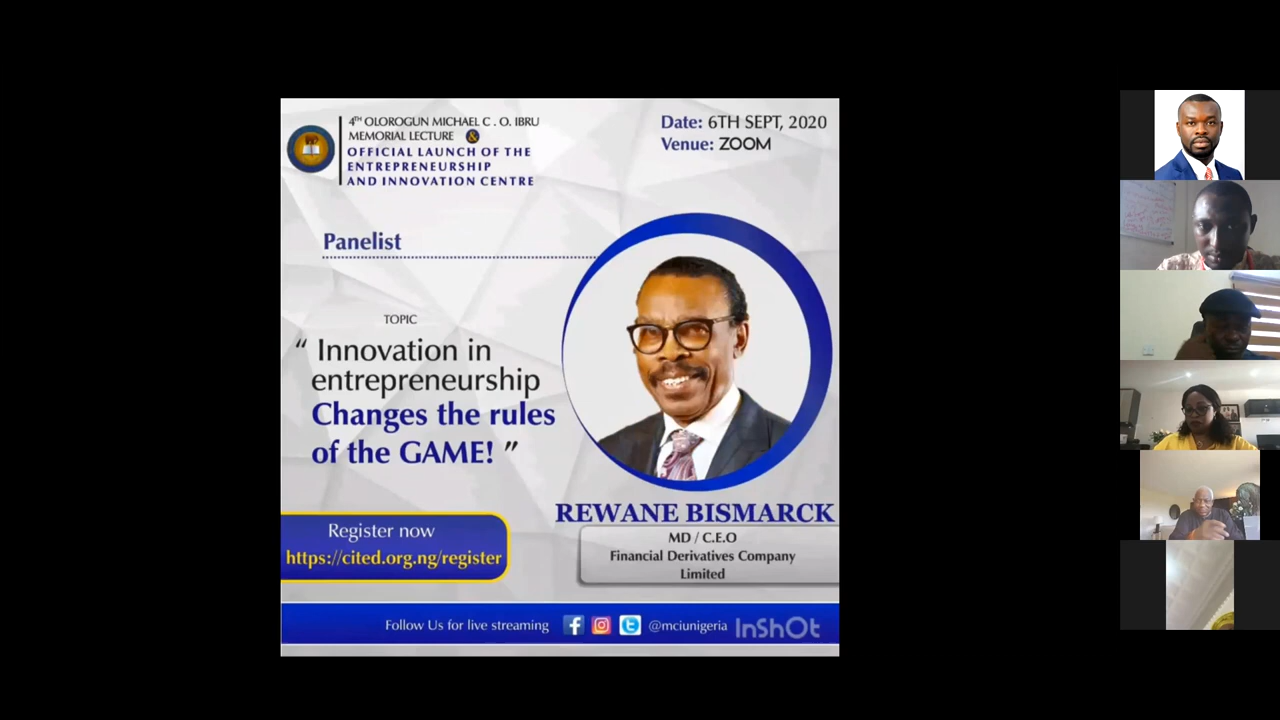 4TH OLOROGUN MICHAEL C . O. IBRU
MEMORIAL LECTURE &
OFFICIAL LAUNCH OF THE
ENTREPRENEURSHIP
AND INNOVATION CENTRE
Date: 6TH SEPT, 2020
Venue: ZOOM
Panelist
TOPIC
“ Innovation in
entrepreneurship
Changes the rules
of the GAME! ”
REWANE BISMARCK
MD / C.E.O
Financial Derivatives Company
Limited
Register now
https://cited.org.ng/register
Follow Us for live streaming
@mciunigeria
InShOt